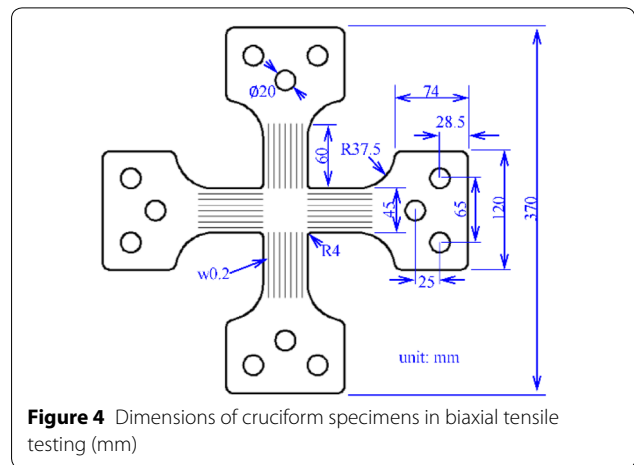 Ø20
74
28.5
60
R37.5
45
65
120
370
R4
w0.2
25
unit: mm
Figure 4 Dimensions of cruciform specimens in biaxial tensile
testing (mm)